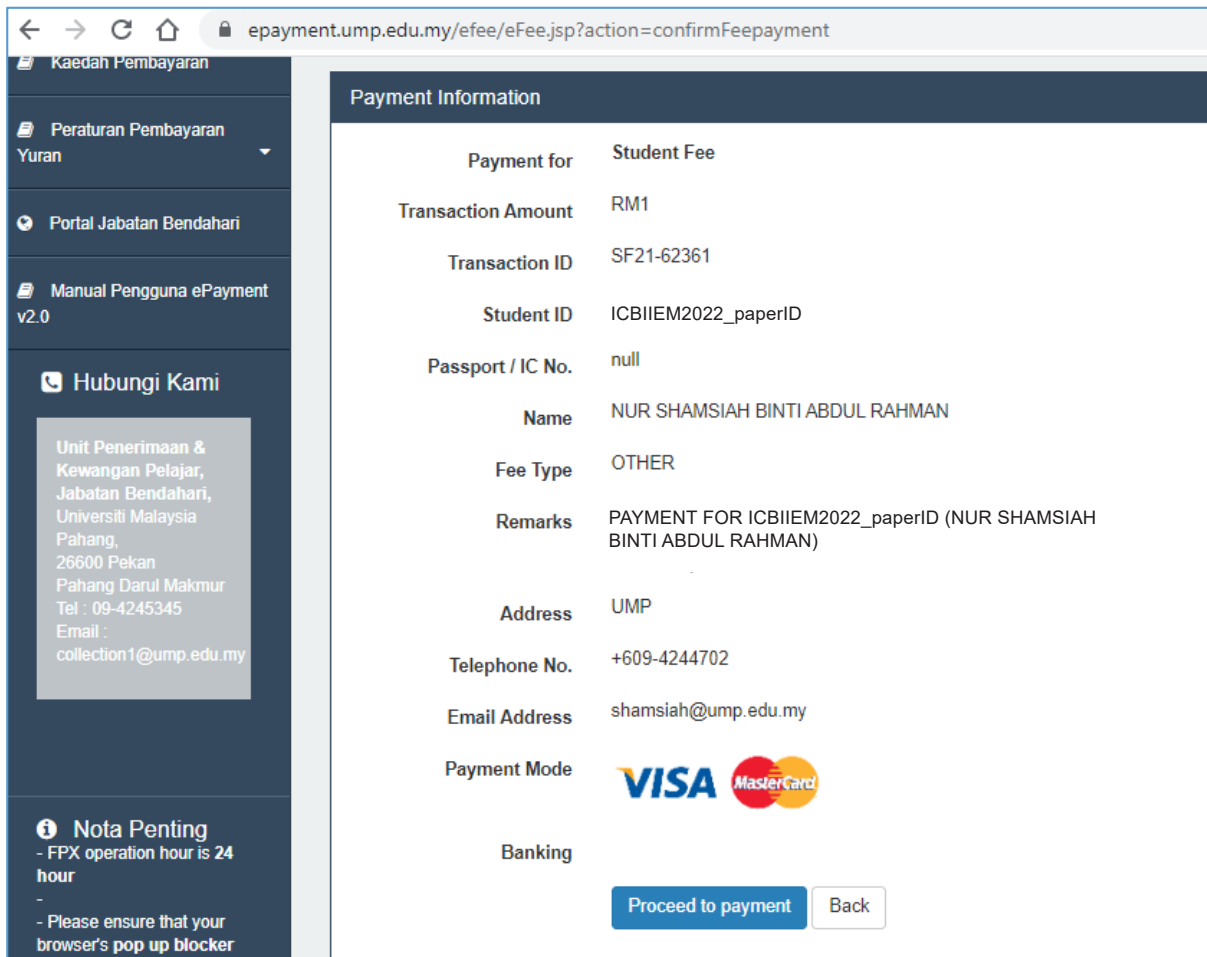 epayment.ump.edu.my/efee/eFee.jsp?action=confirmFeepayment
Kaedah Pembayaran
Peraturan Pembayaran
Yuran
Portal Jabatan Bendahari
Manual Pengguna ePayment
v2.0
Hubungi Kami
Unit Penerimaan &
Kewangan Pelajar,
Jabatan Bendahari,
Universiti Malaysia
Pahang,
26600 Pekan
Pahang Darul Makmur
Tel : 09-4245345
Email :
collection1@ump.edu.my
Nota Penting
- FPX operation hour is 24
hour
-
- Please ensure that your
browser's pop up blocker
Payment Information
Payment for Student Fee
Transaction Amount RM1
Transaction ID SF21-62361
Student ID ICBIIEM2022_paperID
Passport / IC No. null
Name NUR SHAMSIAH BINTI ABDUL RAHMAN
Fee Type OTHER
Remarks PAYMENT FOR ICBIIEM2022_paperID (NUR SHAMSIAH
BINTI ABDUL RAHMAN)
Address UMP
Telephone No. +609-4244702
Email Address shamsiah@ump.edu.my
Payment Mode VISA MasterCard
Banking
Proceed to payment Back